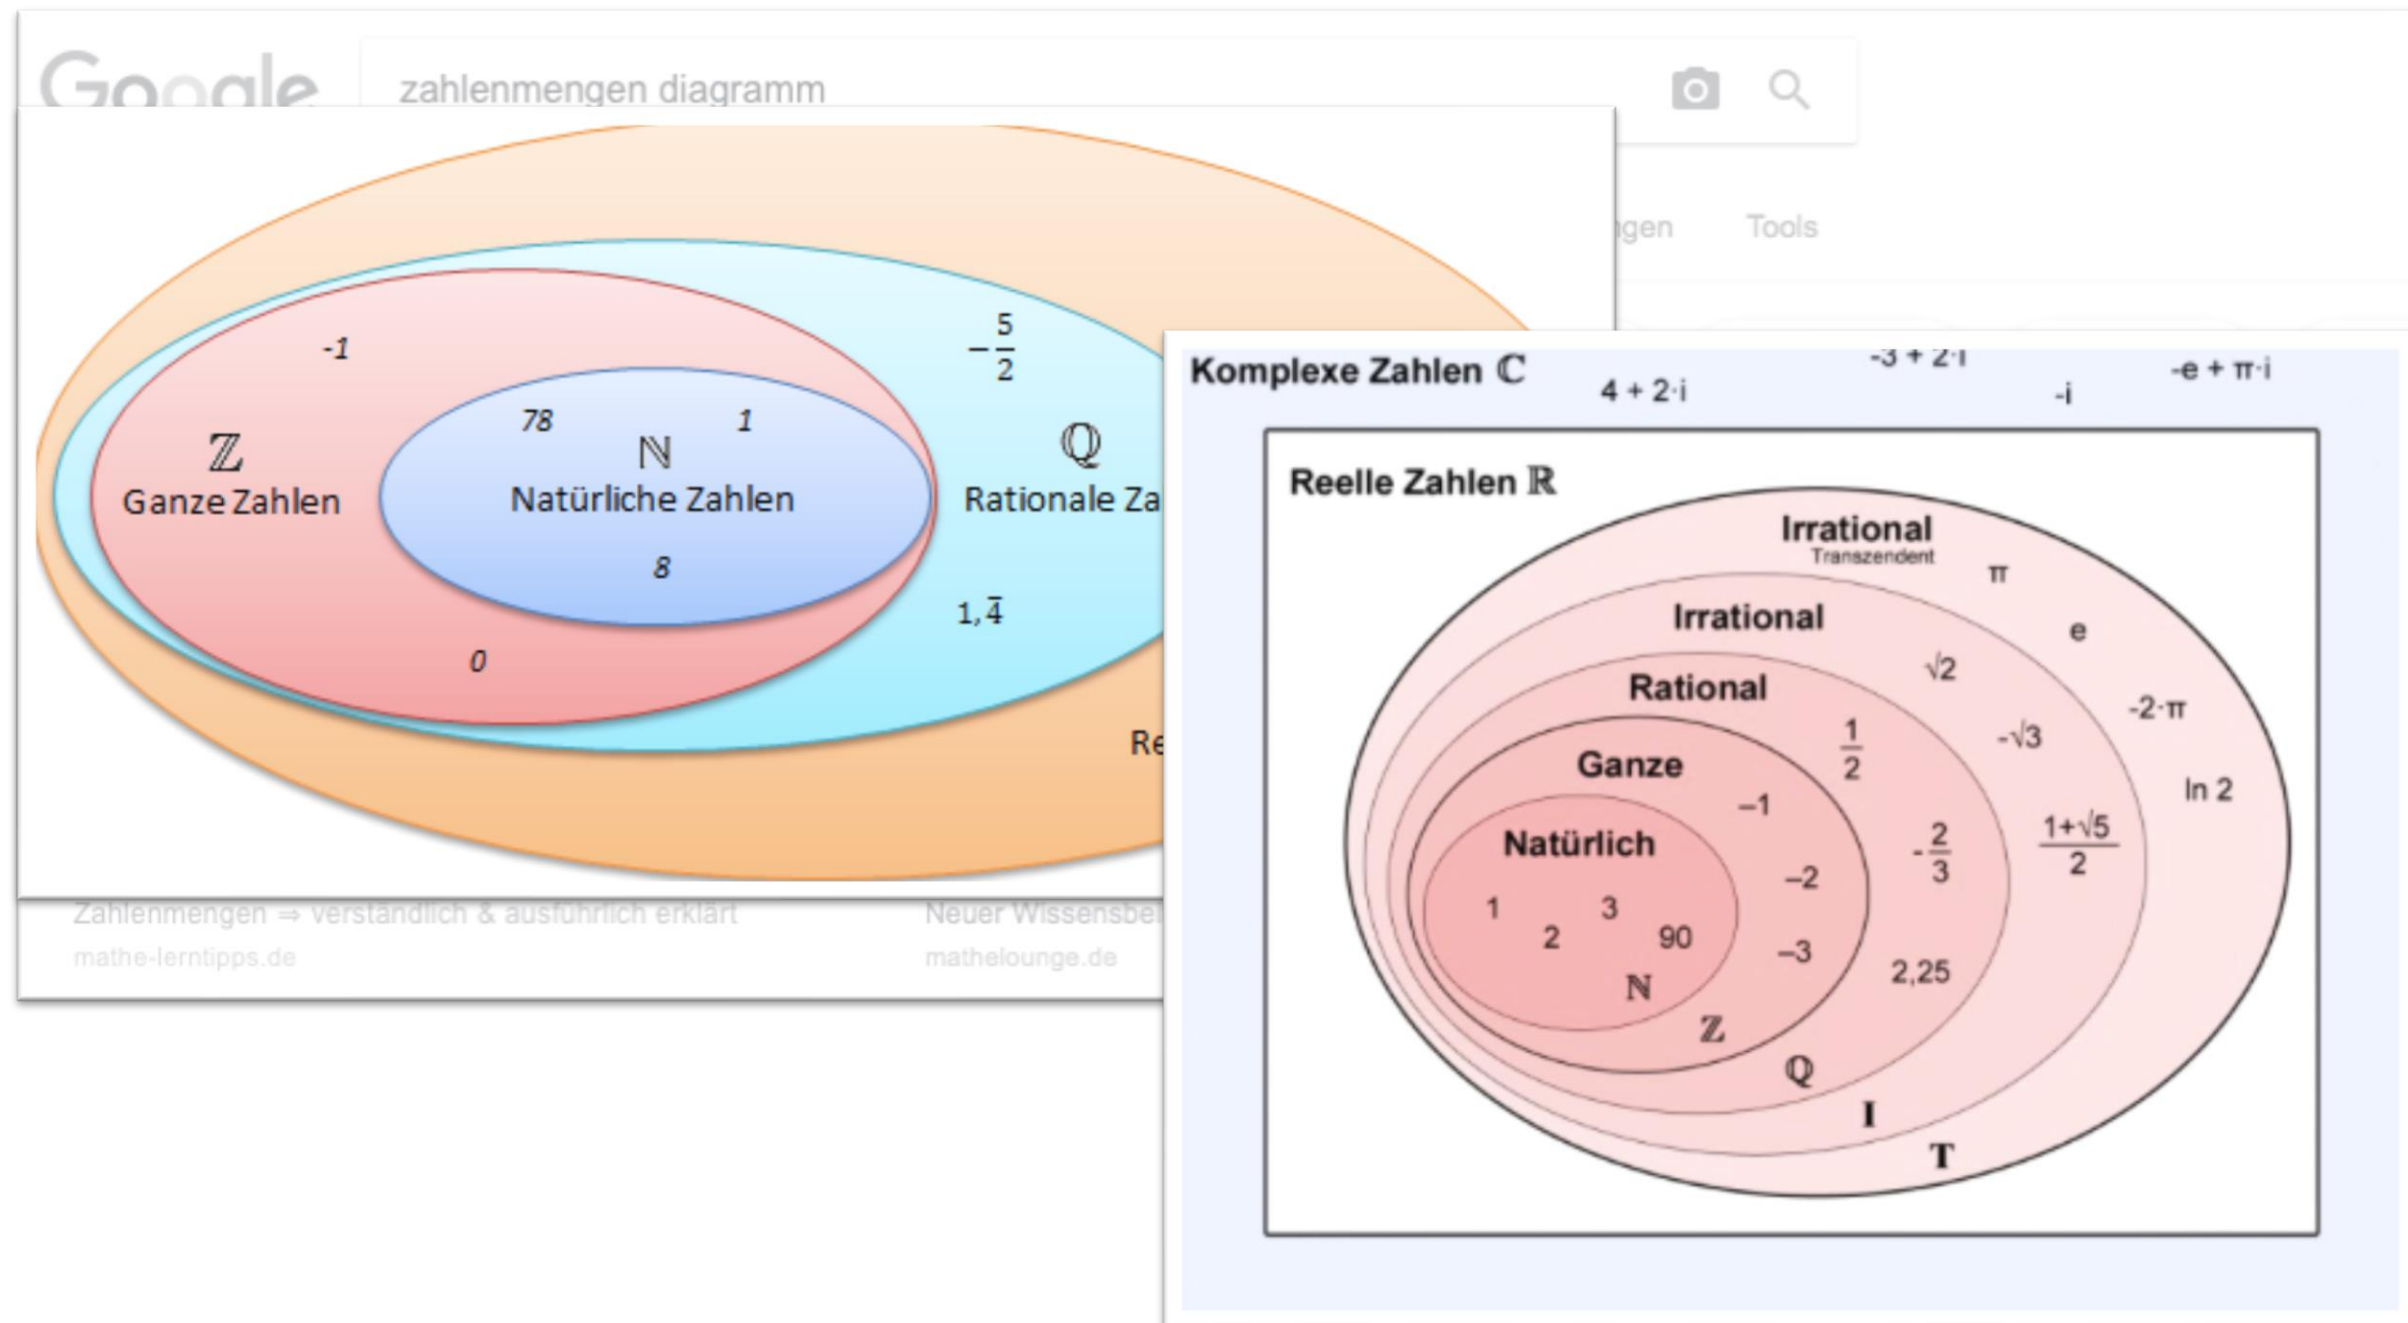 Google
zahlenmengen diagramm
Tools
-1
−5/2
78
1
ℤ
ℕ
ℚ
Ganze Zahlen
Natürliche Zahlen
Rationale Za
8
1,4̅
0
Re
Zahlenmengen ⇒ verständlich & ausführlich erklärt
mathe-lerntipps.de
Neuer Wissensbei
mathelounge.de
Komplexe Zahlen ℂ
4 + 2·i
-3 + 2·i
-i
-e + π·i
Reelle Zahlen ℝ
Irrational
Transzendent
π
e
-2·π
ln 2
Irrational
√2
-√3
1+√5/2
Rational
1/2
-2/3
2,25
Ganze
–1
–2
–3
Natürlich
1
2
3
90
ℕ
ℤ
ℚ
I
T